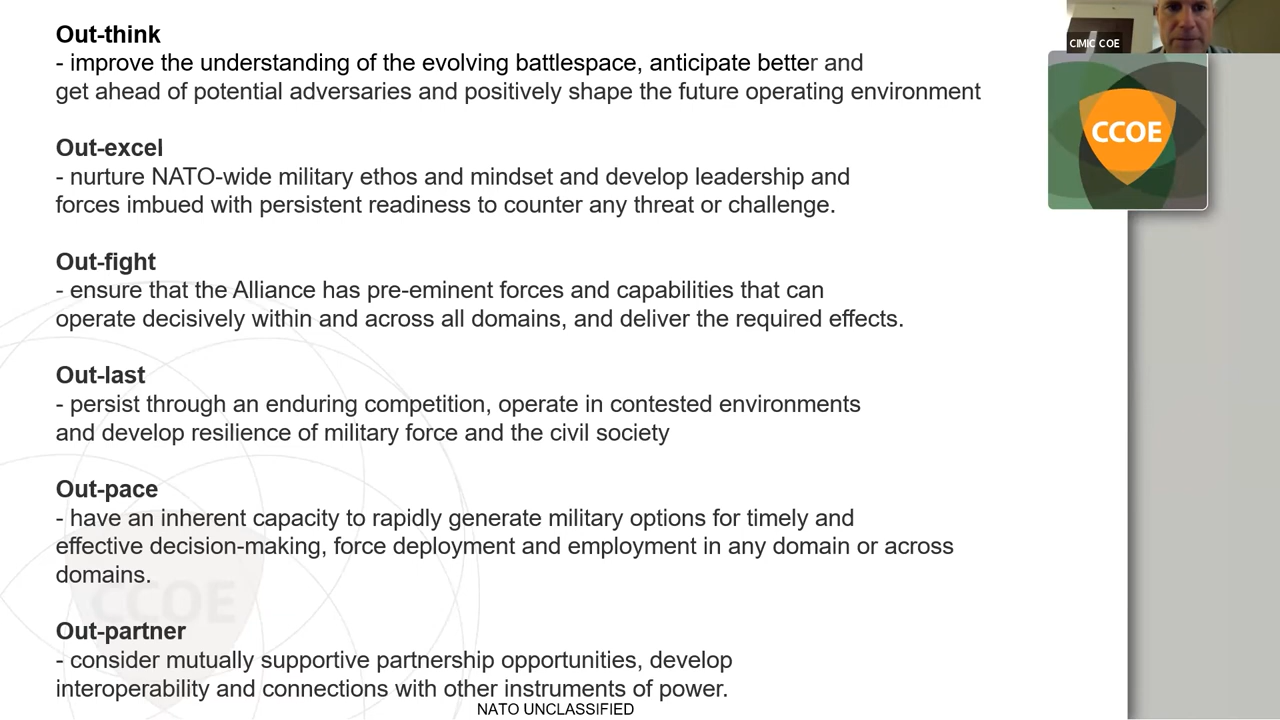 Out-think
- improve the understanding of the evolving battlespace, anticipate better and
get ahead of potential adversaries and positively shape the future operating environment
Out-excel
- nurture NATO-wide military ethos and mindset and develop leadership and
forces imbued with persistent readiness to counter any threat or challenge.
Out-fight
- ensure that the Alliance has pre-eminent forces and capabilities that can
operate decisively within and across all domains, and deliver the required effects.
Out-last
- persist through an enduring competition, operate in contested environments
and develop resilience of military force and the civil society
Out-pace
- have an inherent capacity to rapidly generate military options for timely and
effective decision-making, force deployment and employment in any domain or across
domains.
Out-partner
- consider mutually supportive partnership opportunities, develop
interoperability and connections with other instruments of power.
NATO UNCLASSIFIED
CIMIC COE
CCOE
CCOE